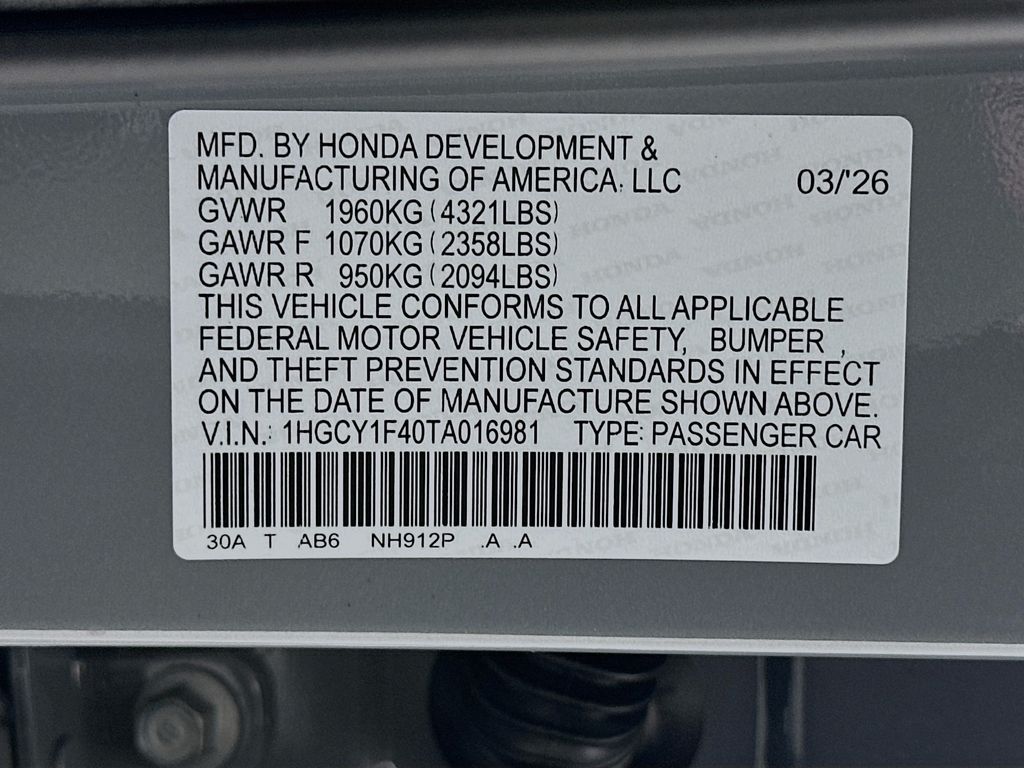 MFD. BY HONDA DEVELOPMENT &
MANUFACTURING OF AMERICA, LLC 03/'26
GVWR 1960KG (4321LBS)
GAWR F 1070KG (2358LBS)
GAWR R 950KG (2094LBS)
THIS VEHICLE CONFORMS TO ALL APPLICABLE
FEDERAL MOTOR VEHICLE SAFETY, BUMPER ,
AND THEFT PREVENTION STANDARDS IN EFFECT
ON THE DATE OF MANUFACTURE SHOWN ABOVE.
V.I.N.: 1HGCY1F40TA016981 TYPE: PASSENGER CAR
30A T AB6 NH912P .A .A